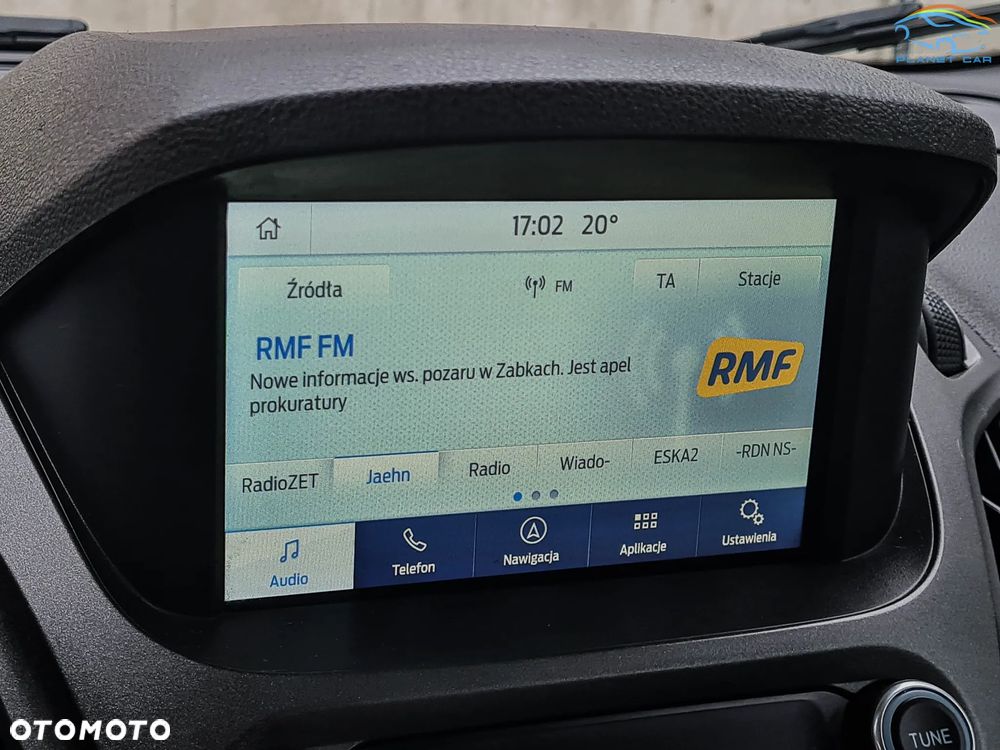 PLANET CAR
17:02 20°
Źródła
FM
TA
Stacje
RMF FM
Nowe informacje ws. pozaru w Zabkach. Jest apel
prokuratury
RMF
RadioZET
Jaehn
Radio
Wiado-
ESKA2
-RDN NS-
Audio
Telefon
Nawigacja
Aplikacje
Ustawienia
TUNE
OTOMOTO